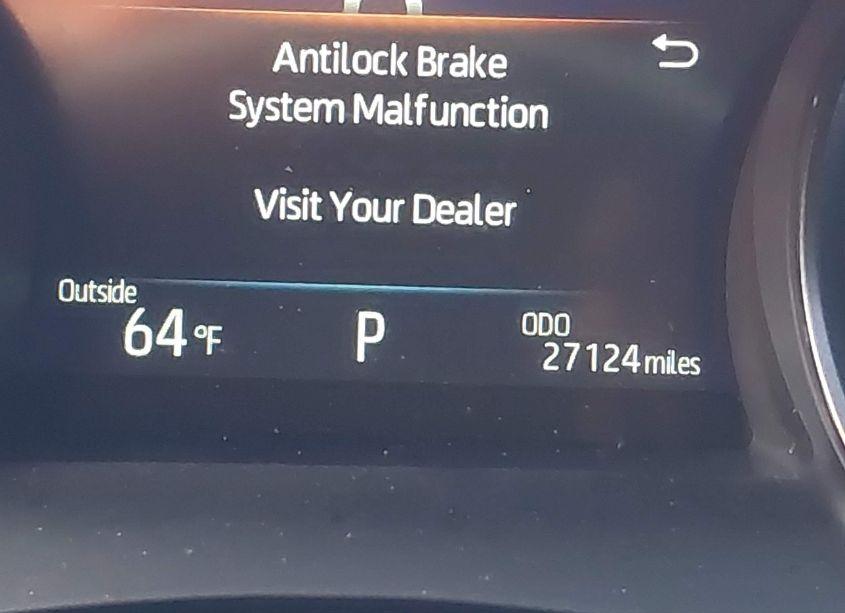 Antilock Brake
System Malfunction
Visit Your Dealer
Outside
64 °F
P
ODO
27124 miles